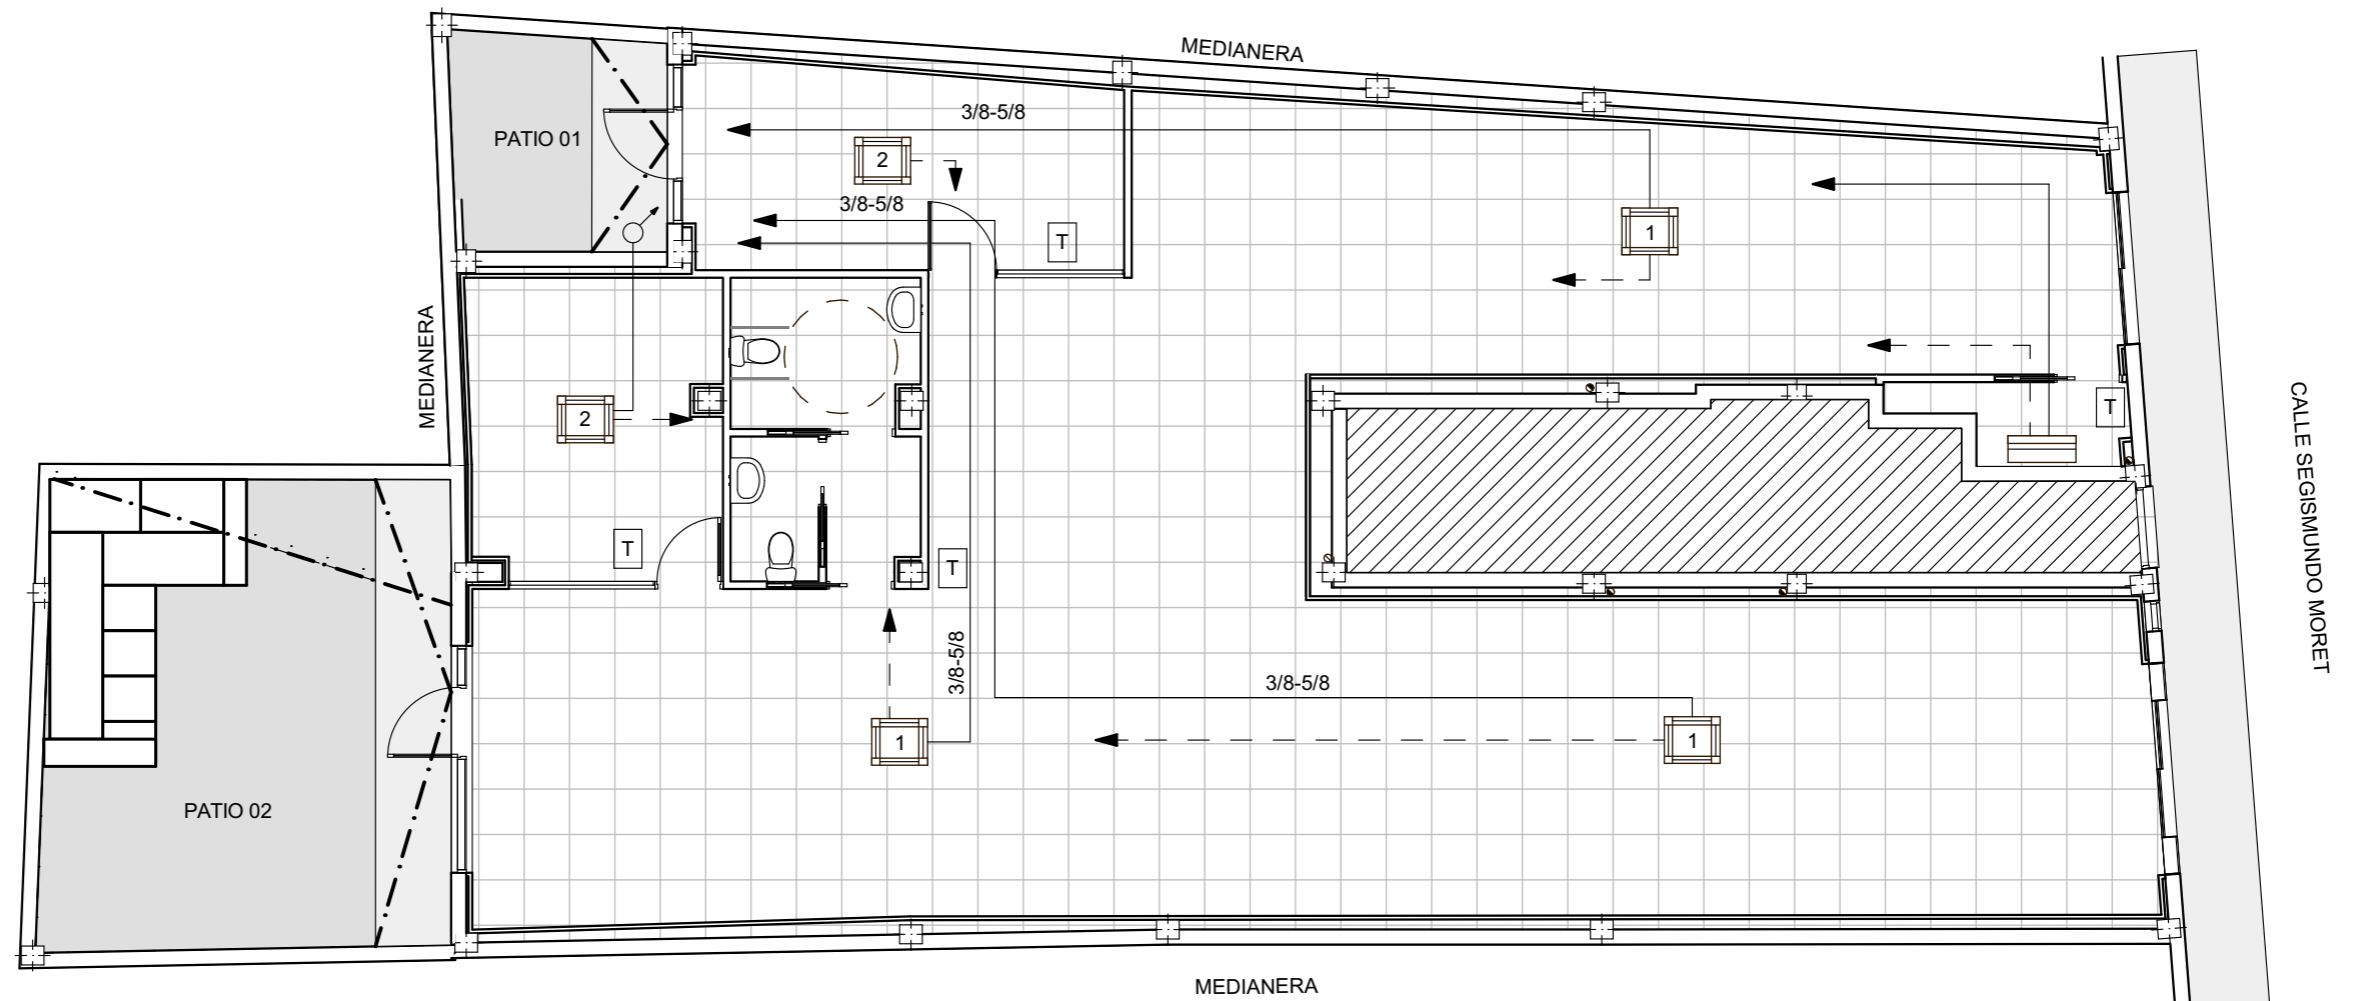 MEDIANERA
3/8-5/8
PATIO 01
2
3/8-5/8
1
T
MEDIANERA
T
CALLE SEGISMUNDO MORET
2
T
T
3/8-5/8
3/8-5/8
1
1
PATIO 02
MEDIANERA